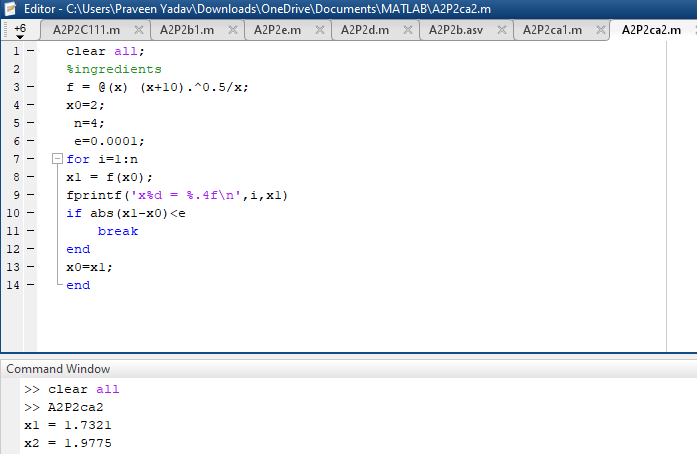 Editor - C:\Users\Praveen Yadav\Downloads\OneDrive\Documents\MATLAB\A2P2ca2.m
+6 A2P2C111.m A2P2b1.m A2P2e.m A2P2d.m A2P2b.asv A2P2ca1.m A2P2ca2.m
1 clear all;
2 %ingredients
3 f = @(x) (x+10).^0.5/x;
4 x0=2;
5 n=4;
6 e=0.0001;
7 for i=1:n
8 x1 = f(x0);
9 fprintf('x%d = %.4f\n',i,x1)
10 if abs(x1-x0)<e
11 break
12 end
13 x0=x1;
14 end
Command Window
>> clear all
>> A2P2ca2
x1 = 1.7321
x2 = 1.9775